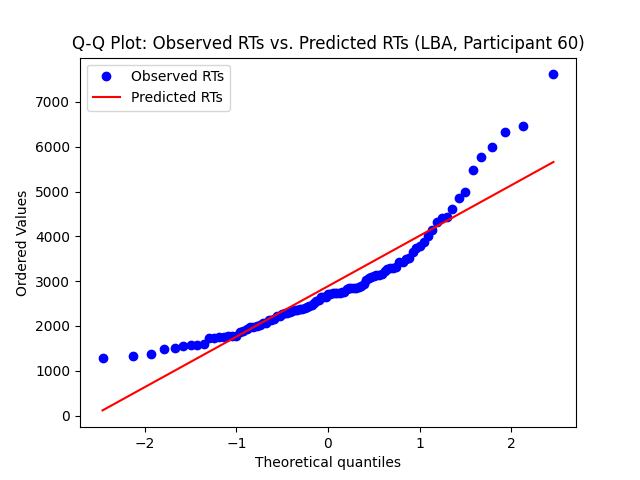 Q-Q Plot: Observed RTs vs. Predicted RTs (LBA, Participant 60)
Observed RTs
Predicted RTs
7000
6000
5000
4000
3000
2000
1000
0
Ordered Values
−2
−1
0
1
2
Theoretical quantiles